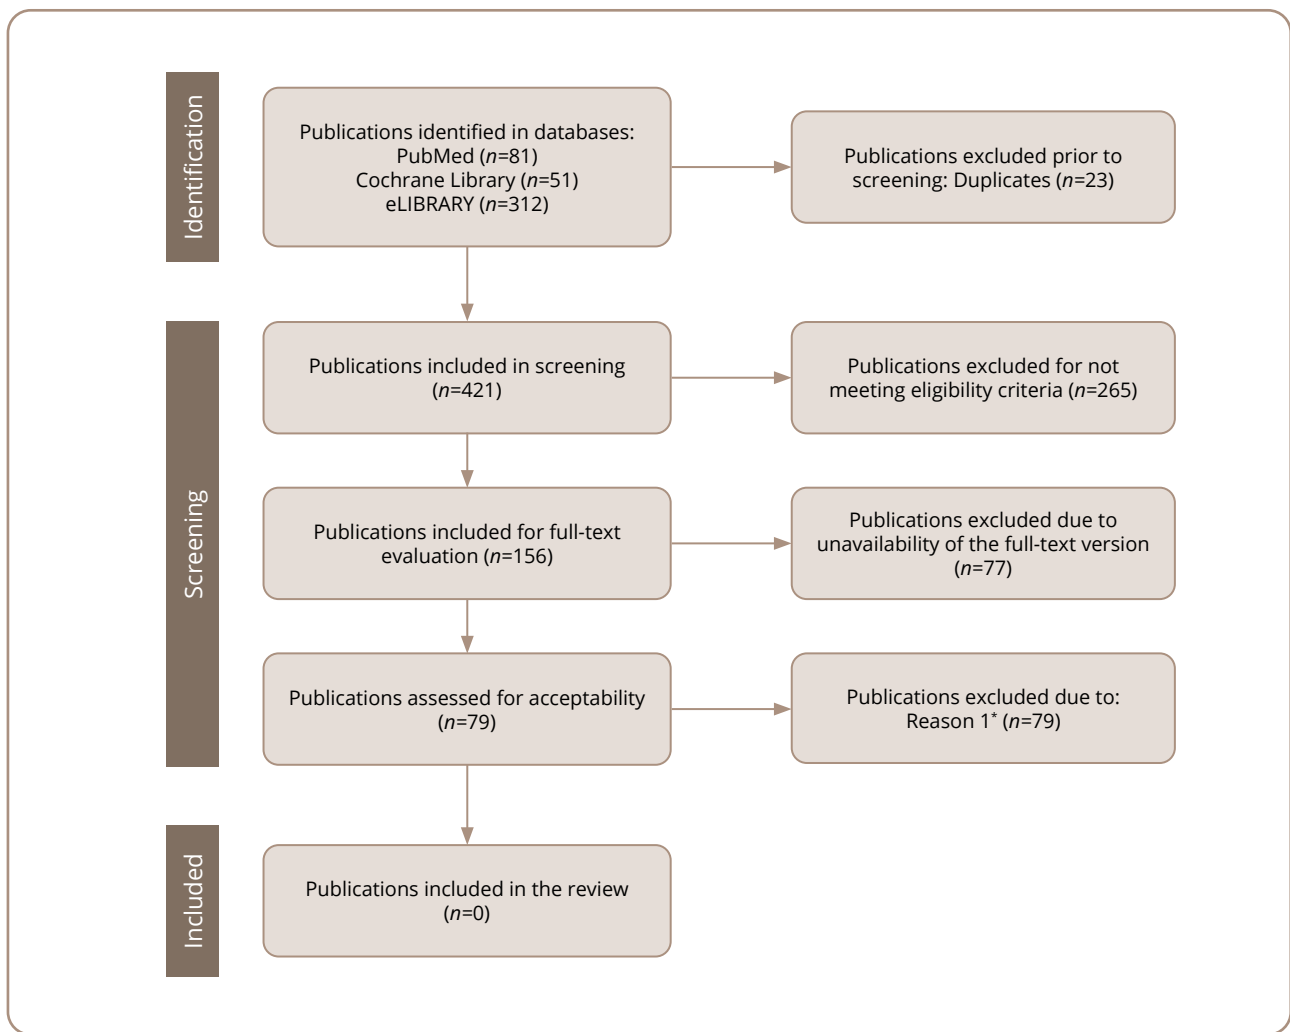 Identification
Publications identified in databases:
PubMed (n=81)
Cochrane Library (n=51)
eLIBRARY (n=312)
Publications excluded prior to
screening: Duplicates (n=23)
Screening
Publications included in screening
(n=421)
Publications excluded for not
meeting eligibility criteria (n=265)
Publications included for full-text
evaluation (n=156)
Publications excluded due to
unavailability of the full-text version
(n=77)
Publications assessed for acceptability
(n=79)
Publications excluded due to:
Reason 1* (n=79)
Included
Publications included in the review
(n=0)